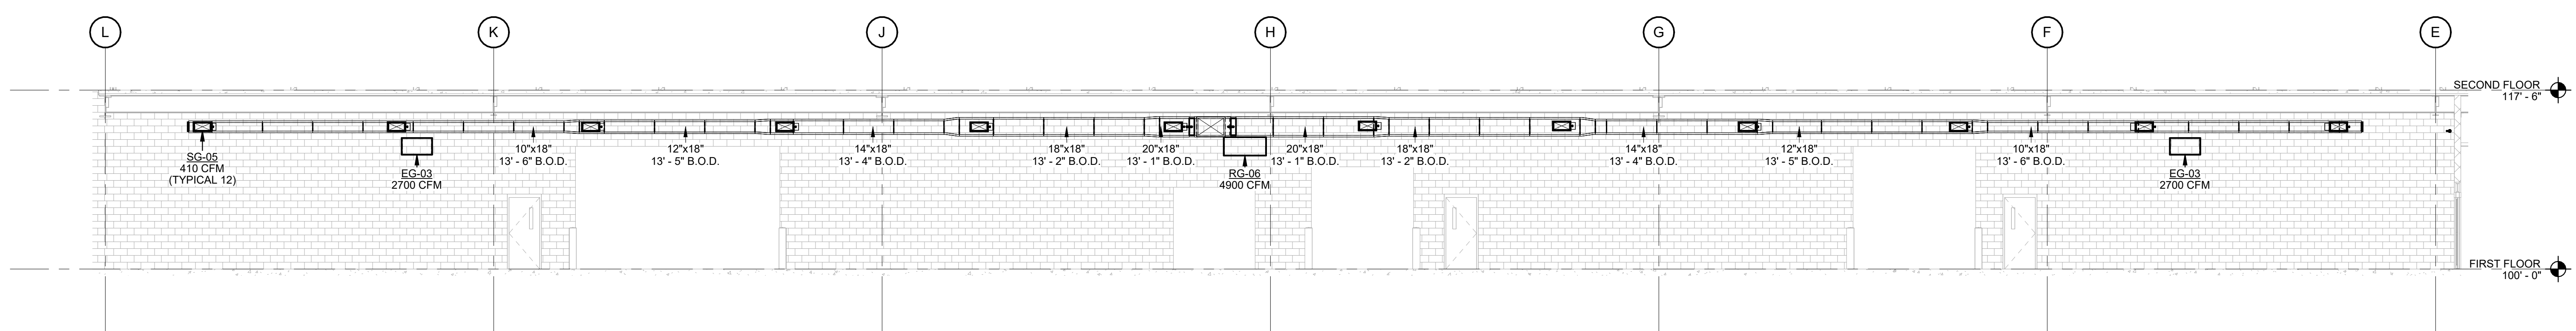 L
K
J
H
G
F
E
SECOND FLOOR
117' - 6"
10"x18"
13' - 6" B.O.D.
12"x18"
13' - 5" B.O.D.
14"x18"
13' - 4" B.O.D.
18"x18"
13' - 2" B.O.D.
20"x18"
13' - 1" B.O.D.
20"x18"
13' - 1" B.O.D.
18"x18"
13' - 2" B.O.D.
14"x18"
13' - 4" B.O.D.
12"x18"
13' - 5" B.O.D.
10"x18"
13' - 6" B.O.D.
SG-05
410 CFM
(TYPICAL 12)
EG-03
2700 CFM
RG-06
4900 CFM
EG-03
2700 CFM
FIRST FLOOR
100' - 0"